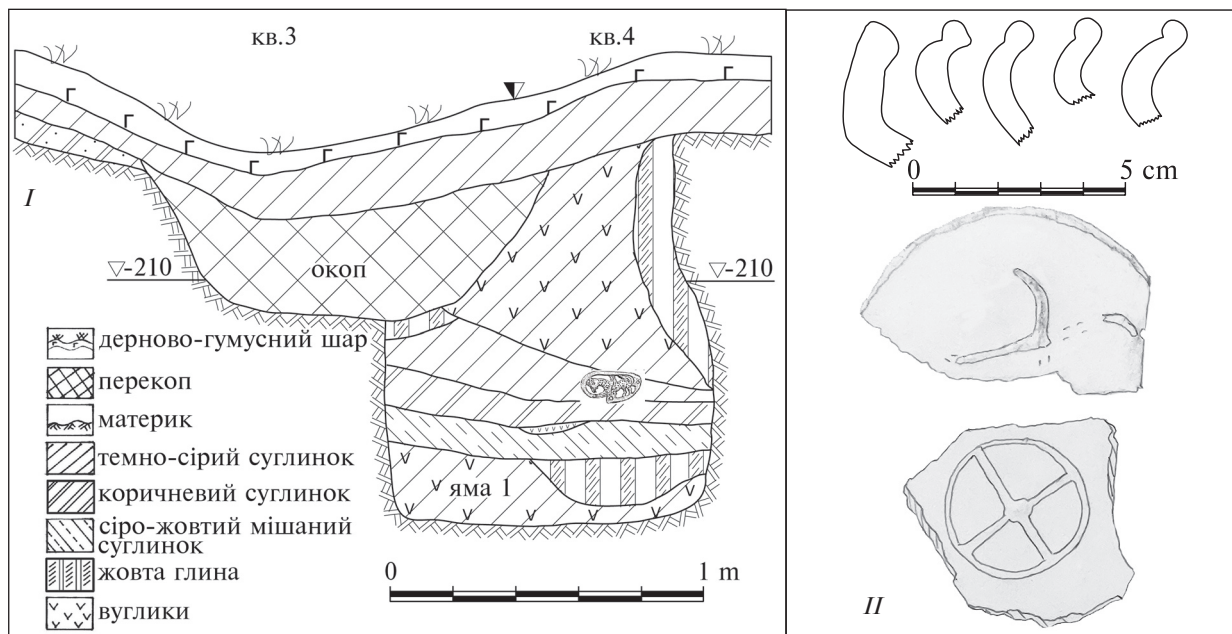 кв.3 кв.4
I
окоп
-210 -210
дерново-гумусний шар
перекоп
материк
темно-сірий суглинок
коричневий суглинок
сіро-жовтий мішаний
суглинок
жовта глина
вуглики
яма 1
0 1 m
0 5 cm
II